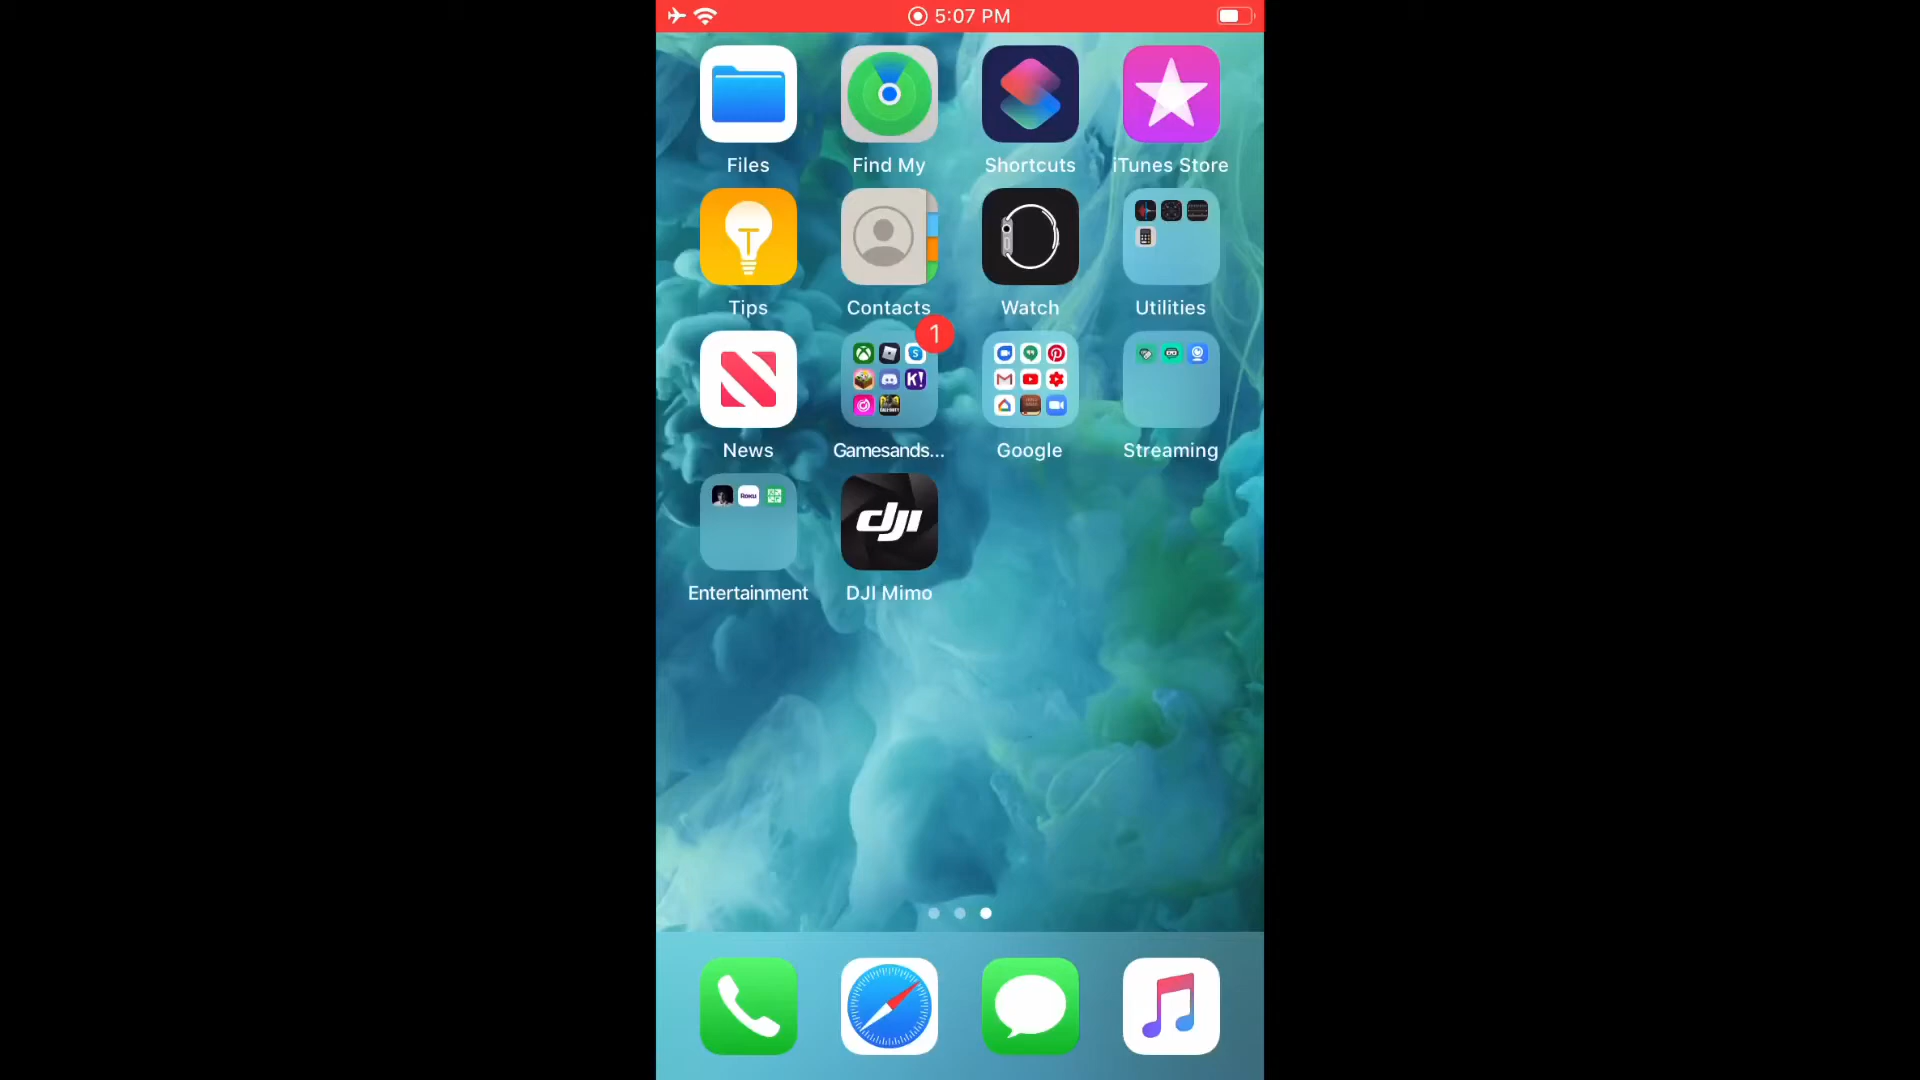 5:07 PM
Files Find My Shortcuts iTunes Store
Tips Contacts Watch Utilities
1
K!
News Gamesands... Google Streaming
Roku
dji
Entertainment DJI Mimo